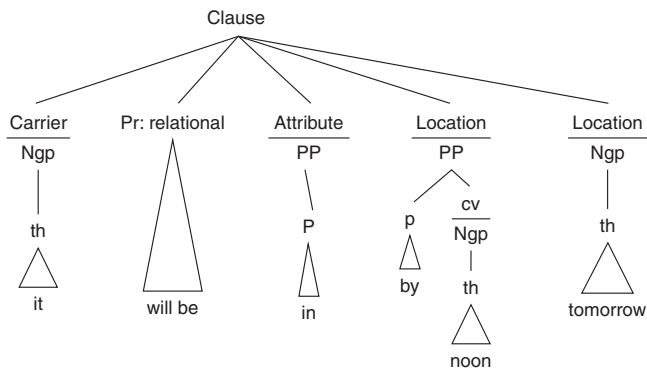 Clause
Carrier Pr: relational Attribute Location Location
Ngp PP PP Ngp
th P p cv th
Ngp
it will be in by th tomorrow
noon